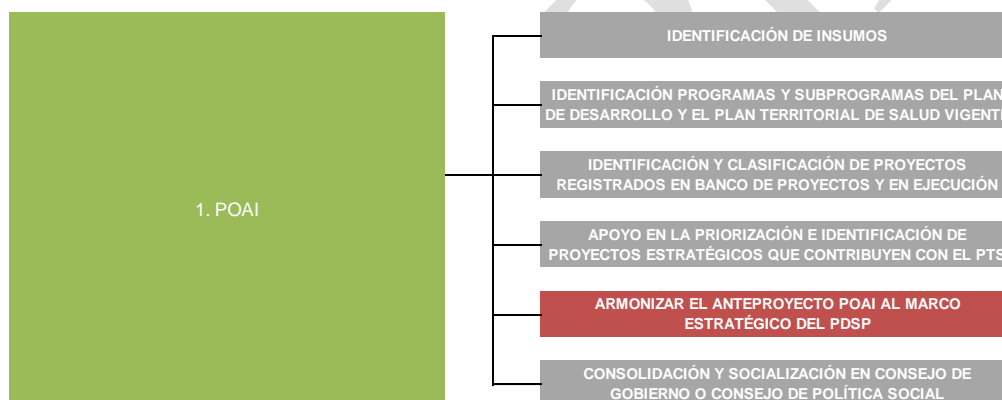 1. POAI
IDENTIFICACIÓN DE INSUMOS
IDENTIFICACIÓN PROGRAMAS Y SUBPROGRAMAS DEL PLAN
DE DESARROLLO Y EL PLAN TERRITORIAL DE SALUD VIGENTE
IDENTIFICACIÓN Y CLASIFICACIÓN DE PROYECTOS
REGISTRADOS EN BANCO DE PROYECTOS Y EN EJECUCIÓN
APOYO EN LA PRIORIZACIÓN E IDENTIFICACIÓN DE
PROYECTOS ESTRATÉGICOS QUE CONTRIBUYEN CON EL PTS
ARMONIZAR EL ANTEPROYECTO POAI AL MARCO
ESTRATÉGICO DEL PDSP
CONSOLIDACIÓN Y SOCIALIZACIÓN EN CONSEJO DE
GOBIERNO O CONSEJO DE POLÍTICA SOCIAL